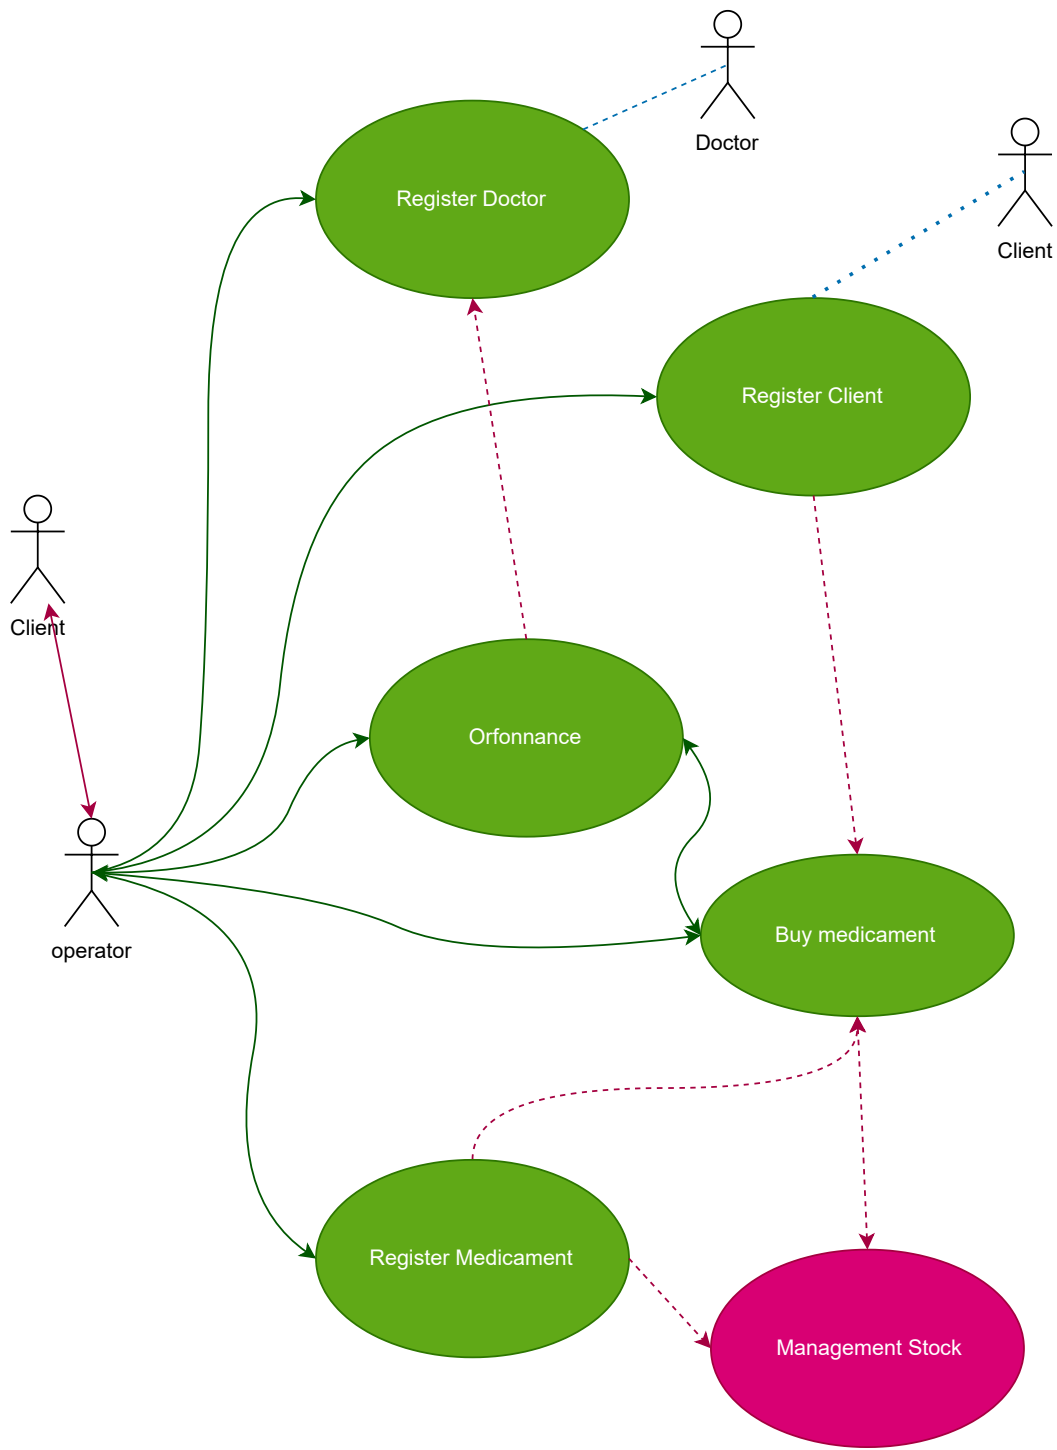 Doctor
Register Doctor
Client
Register Client
Client
Orfonnance
Buy medicament
operator
Register Medicament
Management Stock